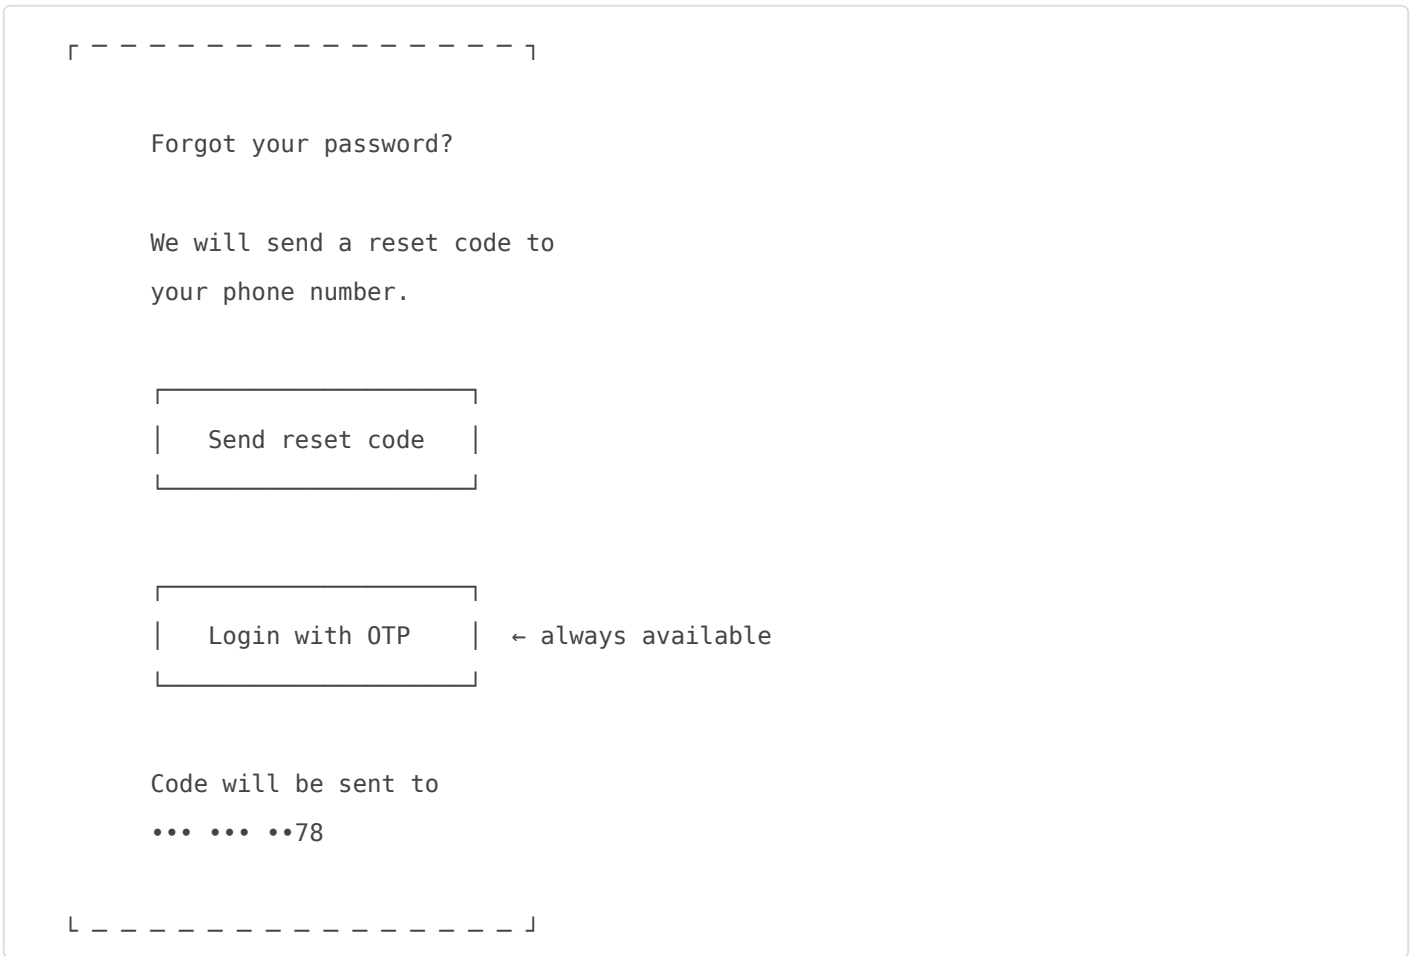 Forgot your password?
We will send a reset code to
your phone number.
Send reset code
Login with OTP ← always available
Code will be sent to
••• ••• ••78